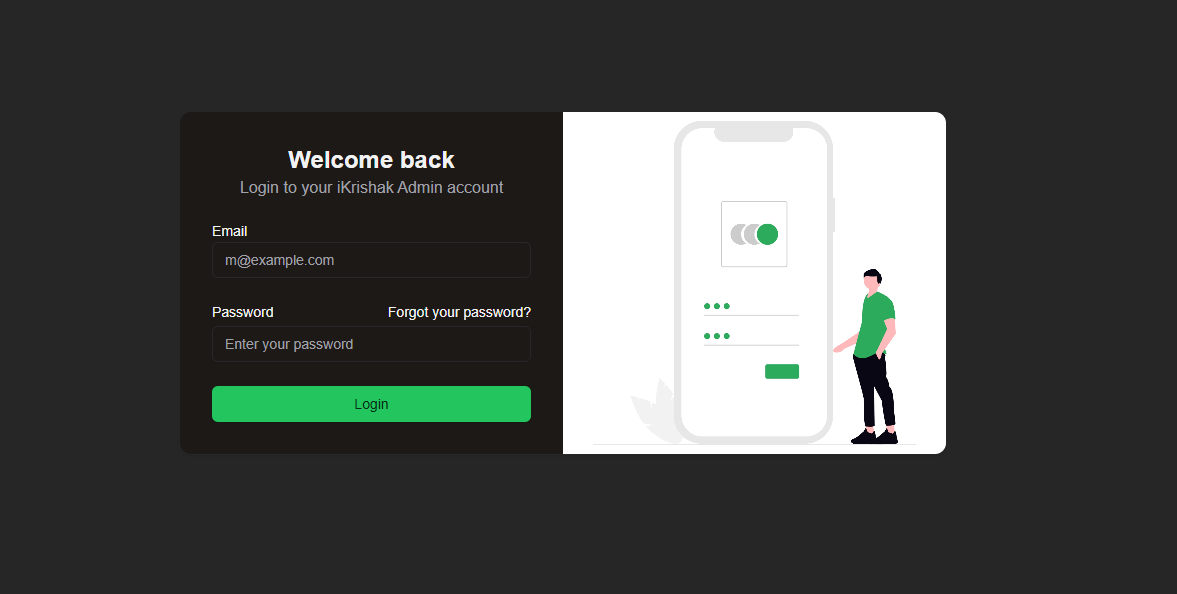 Welcome back
Login to your iKrishak Admin account
Email
m@example.com
Password
Forgot your password?
Enter your password
Login